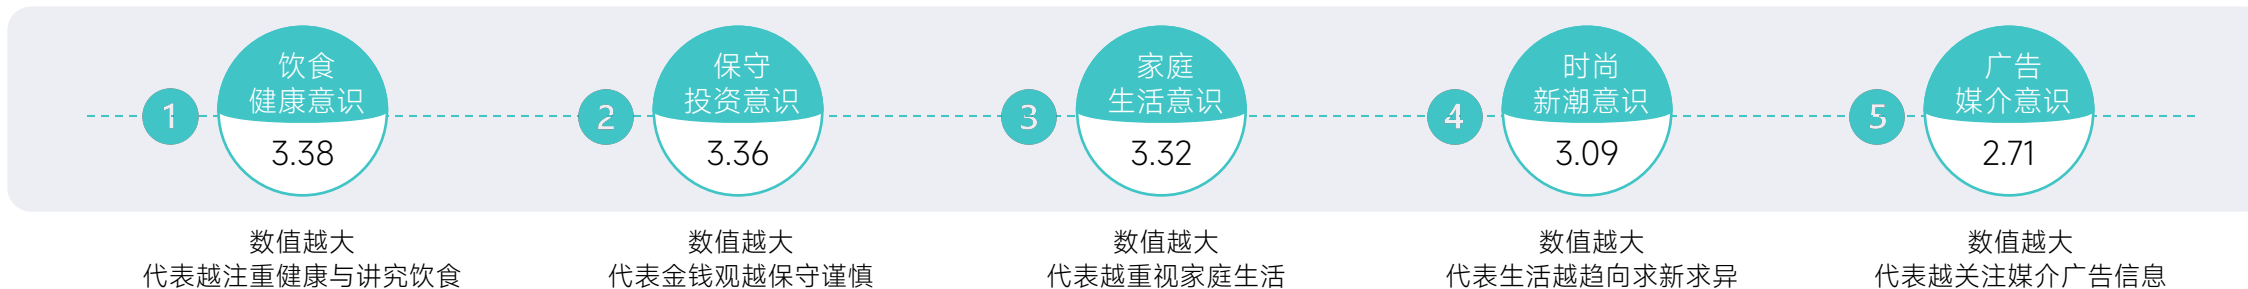 1
饮食
健康意识
3.38
数值越大
代表越注重健康与讲究饮食
2
保守
投资意识
3.36
数值越大
代表金钱观越保守谨慎
3
家庭
生活意识
3.32
数值越大
代表越重视家庭生活
4
时尚
新潮意识
3.09
数值越大
代表生活越趋向求新求异
5
广告
媒介意识
2.71
数值越大
代表越关注媒介广告信息